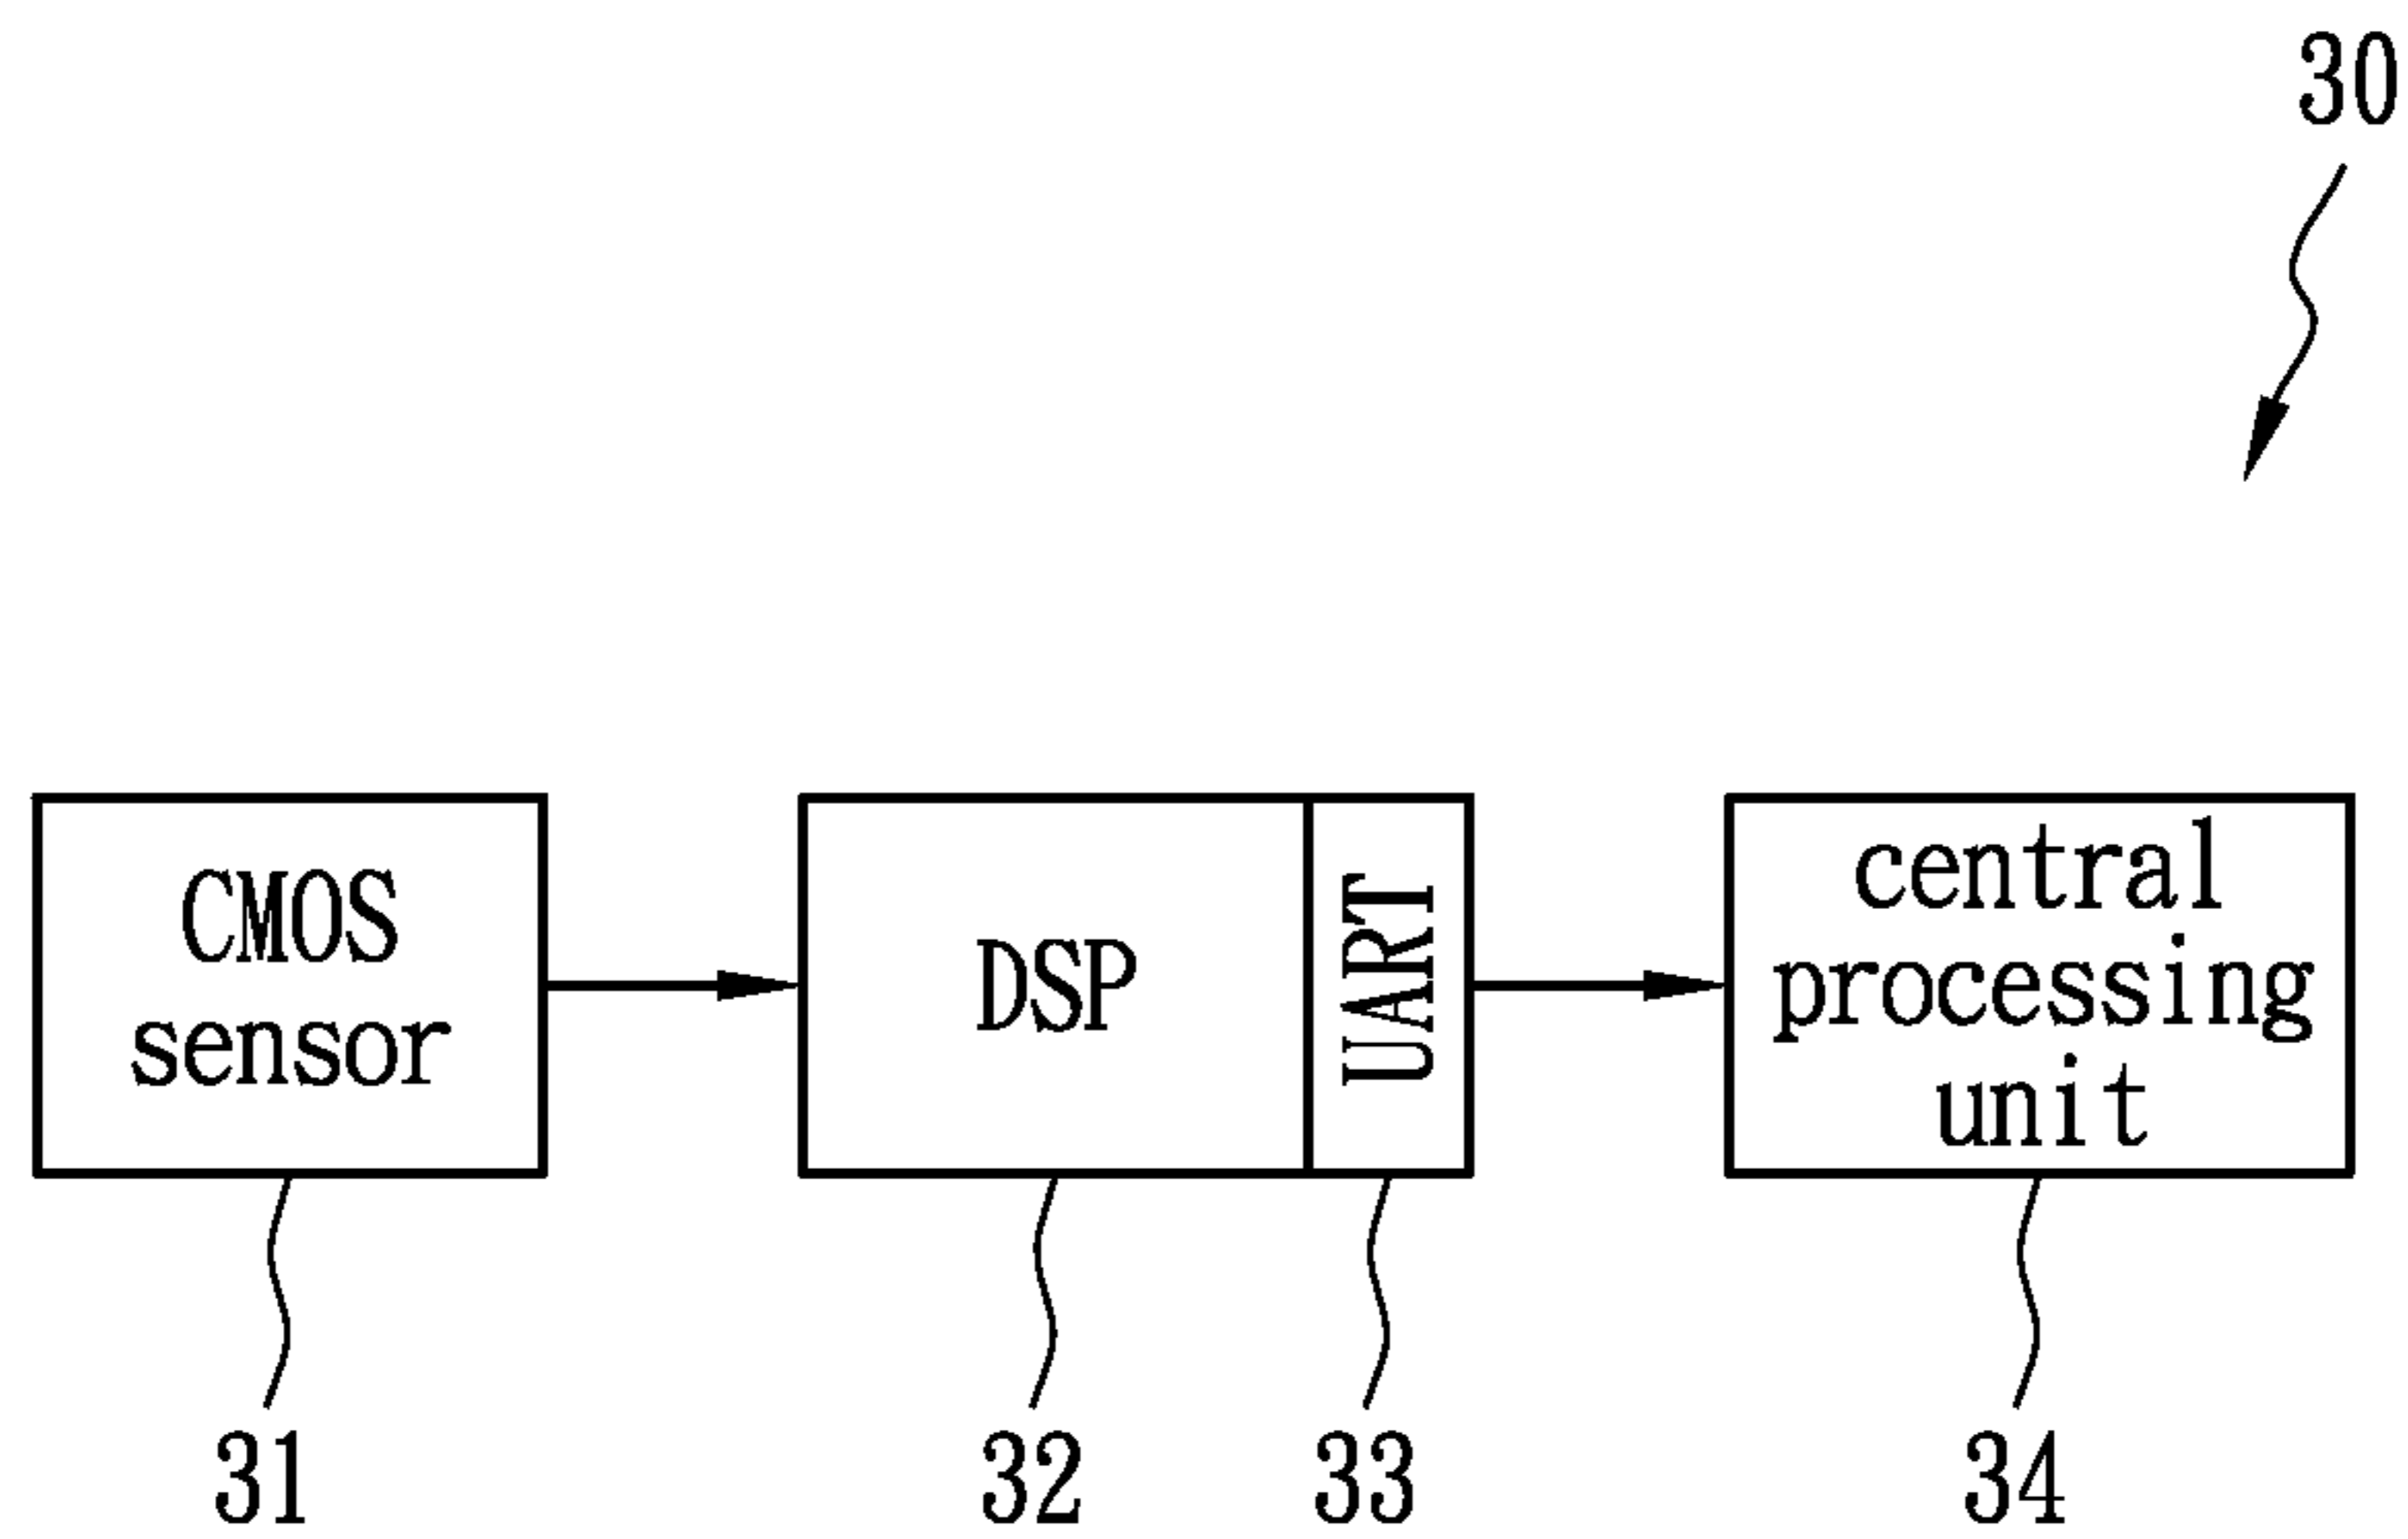 30
CMOS
sensor
DSP
UART
central
processing
unit
31
32
33
34